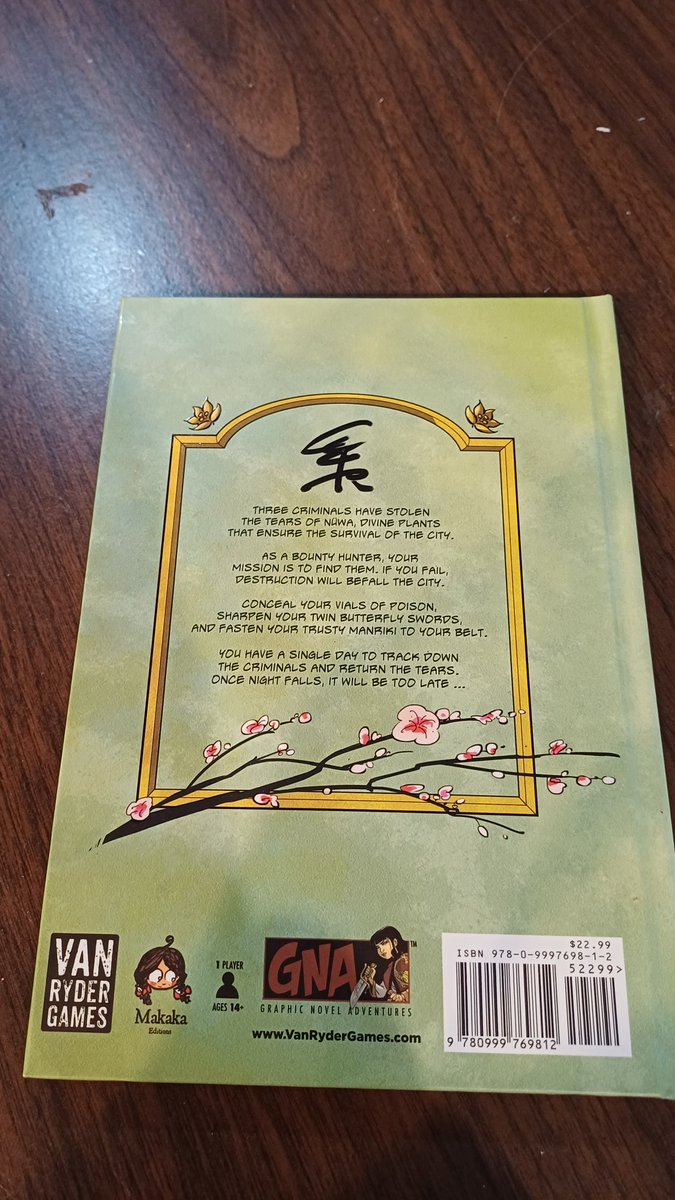 THREE CRIMINALS HAVE STOLEN
THE TEARS OF NÜWA, DIVINE PLANTS
THAT ENSURE THE SURVIVAL OF THE CITY.
AS A BOUNTY HUNTER, YOUR
MISSION IS TO FIND THEM. IF YOU FAIL,
DESTRUCTION WILL BEFALL THE CITY.
CONCEAL YOUR VIALS OF POISON,
SHARPEN YOUR TWIN BUTTERFLY SWORDS,
AND FASTEN YOUR TRUSTY MANRIKI TO YOUR BELT.
YOU HAVE A SINGLE DAY TO TRACK DOWN
THE CRIMINALS AND RETURN THE TEARS.
ONCE NIGHT FALLS, IT WILL BE TOO LATE ...
VAN
RYDER
GAMES
Makaka
Editions
1 PLAYER
AGES 14+
GNA™
GRAPHIC NOVEL ADVENTURES
www.VanRyderGames.com
$22.99
ISBN 978-0-9997698-1-2
52299>
9 780999 769812